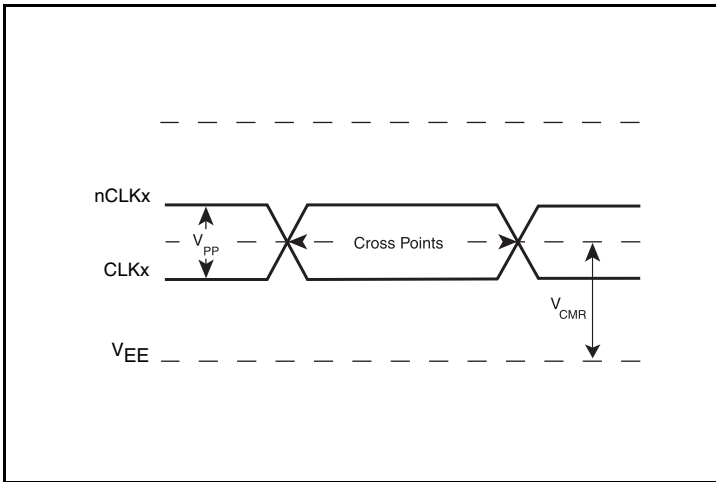 nCLKx
VPP
Cross Points
CLKx
VCMR
VEE